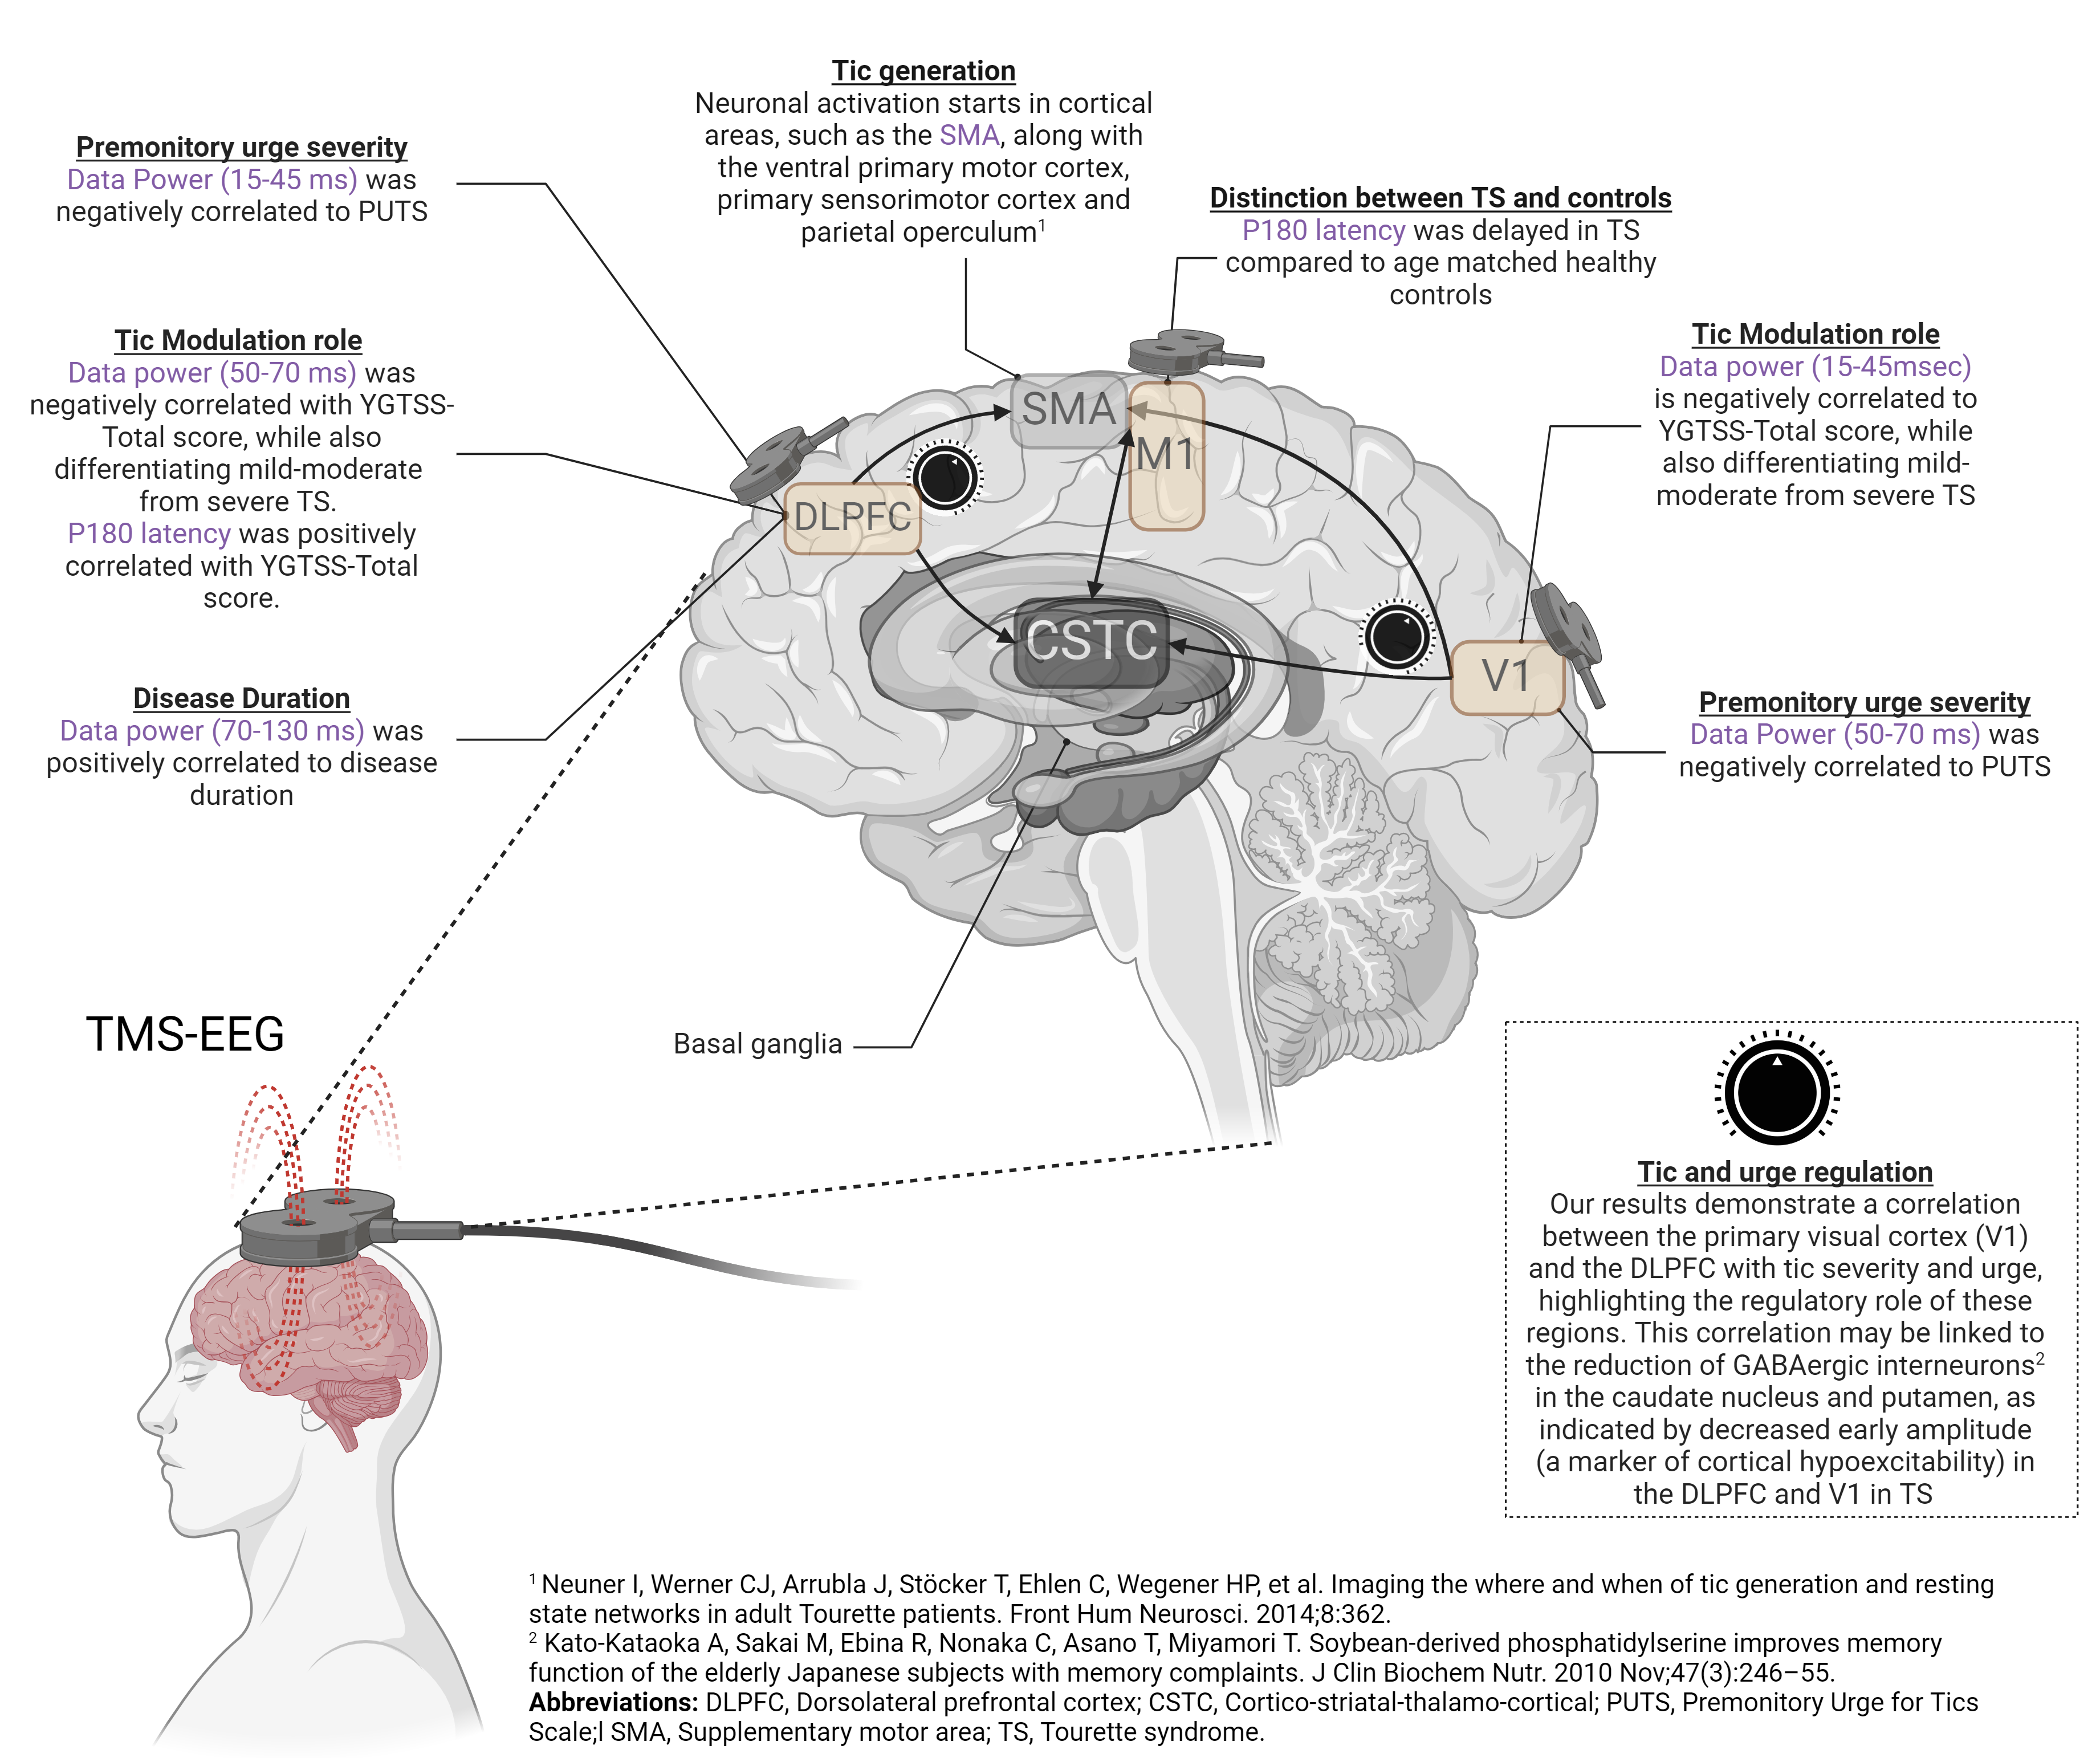 Tic generation
Neuronal activation starts in cortical
areas, such as the SMA, along with
the ventral primary motor cortex,
primary sensorimotor cortex and
parietal operculum1
Premonitory urge severity
Data Power (15-45 ms) was
negatively correlated to PUTS
Distinction between TS and controls
P180 latency was delayed in TS
compared to age matched healthy
controls
Tic Modulation role
Data power (50-70 ms) was
negatively correlated with YGTSS-
Total score, while also
differentiating mild-moderate
from severe TS.
P180 latency was positively
correlated with YGTSS-Total
score.
Tic Modulation role
Data power (15-45msec)
is negatively correlated to
YGTSS-Total score, while
also differentiating mild-
moderate from severe TS
SMA
M1
DLPFC
CSTC
V1
Disease Duration
Data power (70-130 ms) was
positively correlated to disease
duration
Premonitory urge severity
Data Power (50-70 ms) was
negatively correlated to PUTS
Basal ganglia
TMS-EEG
Tic and urge regulation
Our results demonstrate a correlation
between the primary visual cortex (V1)
and the DLPFC with tic severity and urge,
highlighting the regulatory role of these
regions. This correlation may be linked to
the reduction of GABAergic interneurons2
in the caudate nucleus and putamen, as
indicated by decreased early amplitude
(a marker of cortical hypoexcitability) in
the DLPFC and V1 in TS
1 Neuner I, Werner CJ, Arrubla J, Stöcker T, Ehlen C, Wegener HP, et al. Imaging the where and when of tic generation and resting
state networks in adult Tourette patients. Front Hum Neurosci. 2014;8:362.
2 Kato-Kataoka A, Sakai M, Ebina R, Nonaka C, Asano T, Miyamori T. Soybean-derived phosphatidylserine improves memory
function of the elderly Japanese subjects with memory complaints. J Clin Biochem Nutr. 2010 Nov;47(3):246–55.
Abbreviations: DLPFC, Dorsolateral prefrontal cortex; CSTC, Cortico-striatal-thalamo-cortical; PUTS, Premonitory Urge for Tics
Scale;l SMA, Supplementary motor area; TS, Tourette syndrome.